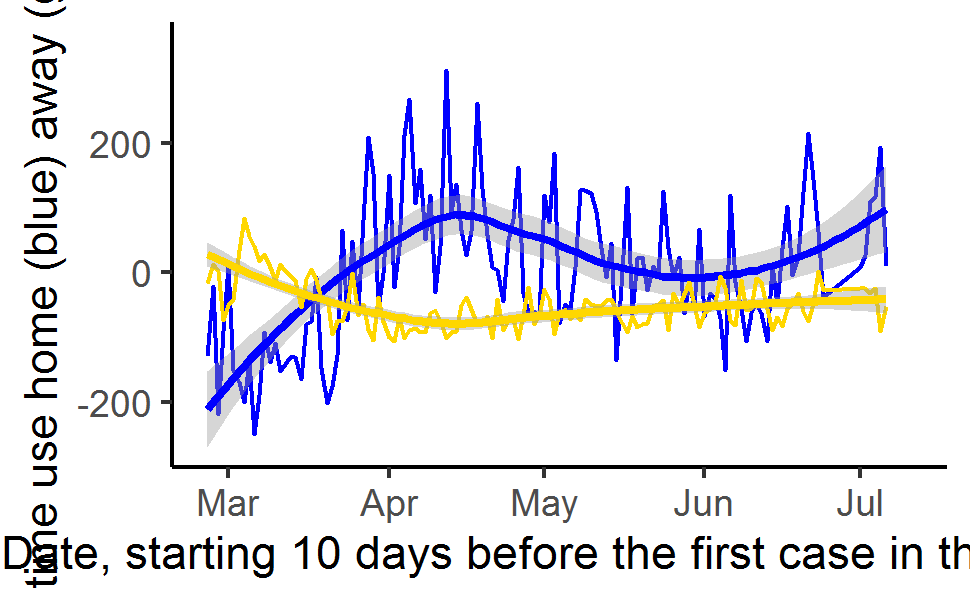 time use home (blue) away (
200
0
-200
Mar Apr May Jun Jul
Date, starting 10 days before the first case in th